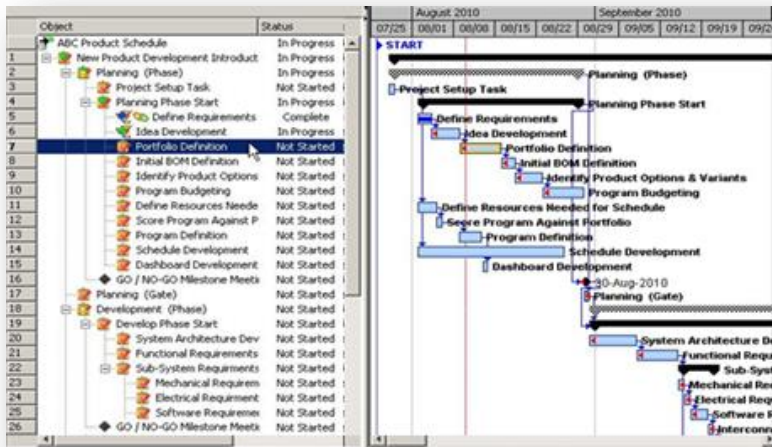 Object Status
ABC Product Schedule In Progress
1 New Product Development Introduct In Progress
2 Planning (Phase) In Progress
3 Project Setup Task Not Started
4 Planning Phase Start In Progress
5 Define Requirements Complete
6 Idea Development In Progress
7 Portfolio Definition Not Started
8 Initial BOM Definition Not Started
9 Identify Product Options Not Started
10 Program Budgeting Not Started
11 Define Resources Neede Not Started
12 Score Program Against P Not Started
13 Program Definition Not Started
14 Schedule Development Not Started
15 Dashboard Development Not Started
16 GO / NO-GO Milestone Meeti Not Started
17 Planning (Gate) Not Started
18 Development (Phase) Not Started
19 Develop Phase Start Not Started
20 System Architecture Dev Not Started
21 Functional Requirements Not Started
22 Sub-System Requirments Not Started
23 Mechanical Requirem Not Started
24 Electrical Requirement Not Started
25 Software Requiremen Not Started
26 GO / NO-GO Milestone Meeti Not Started
August 2010 September 2010
07/25 08/01 08/08 08/15 08/22 08/29 09/05 09/12 09/19 09/2
START
Planning (Phase)
Project Setup Task
Planning Phase Start
Define Requirements
Idea Development
Portfolio Definition
Initial BOM Definition
Identify Product Options & Variants
Program Budgeting
Define Resources Needed for Schedule
Score Program Against Portfolio
Program Definition
Schedule Development
Dashboard Development
30-Aug-2010
Planning (Gate)
System Architecture De
Functional Requ
Sub-Syst
Mechanical Rec
Electrical Req
Software R
Interconn